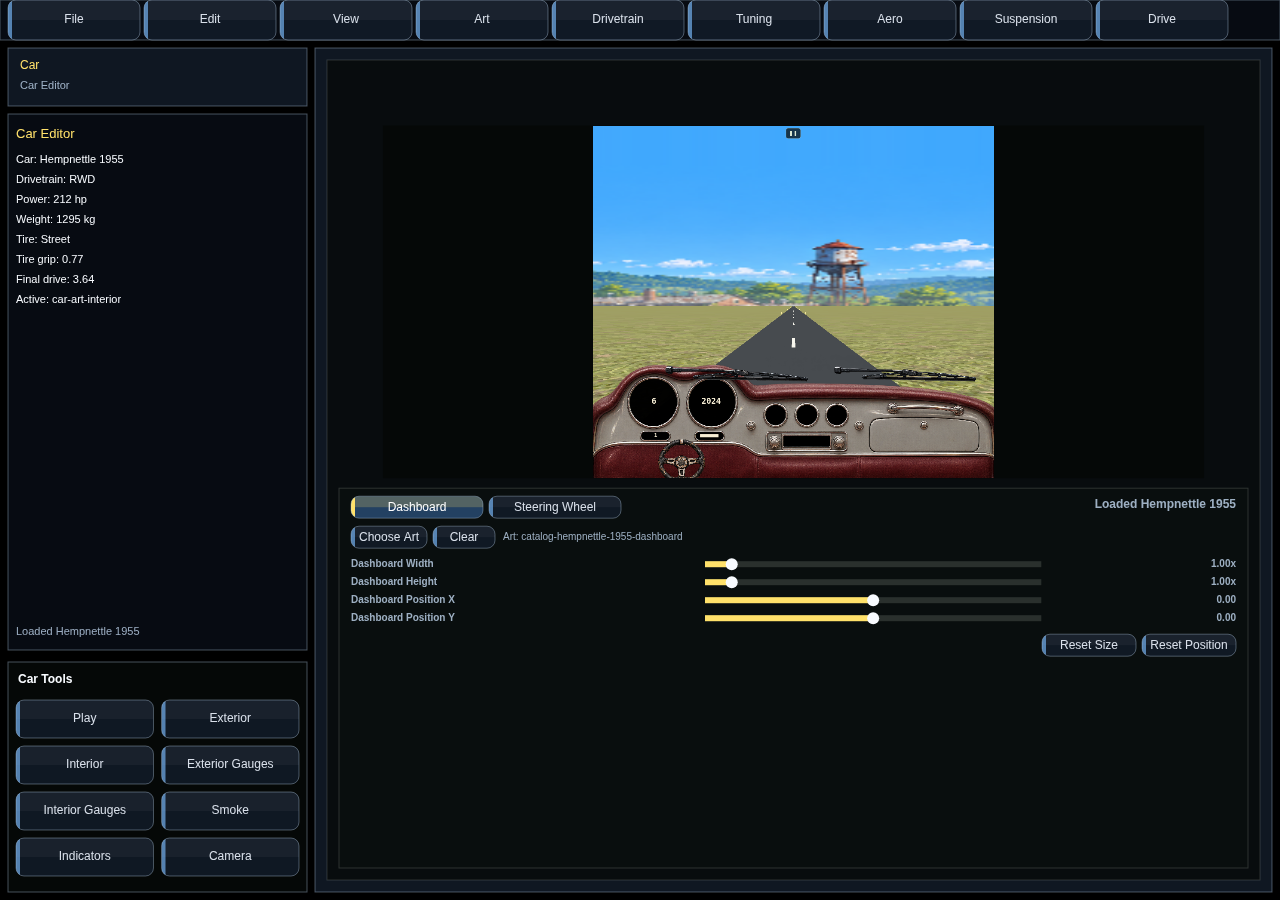 File Edit View Art Drivetrain Tuning Aero Suspension Drive
Car
Car Editor
Car Editor
Car: Hempnettle 1955
Drivetrain: RWD
Power: 212 hp
Weight: 1295 kg
Tire: Street
Tire grip: 0.77
Final drive: 3.64
Active: car-art-interior
Loaded Hempnettle 1955
Car Tools
Play Exterior
Interior Exterior Gauges
Interior Gauges Smoke
Indicators Camera
6 2024
1
Dashboard Steering Wheel Loaded Hempnettle 1955
Choose Art Clear Art: catalog-hempnettle-1955-dashboard
Dashboard Width 1.00x
Dashboard Height 1.00x
Dashboard Position X 0.00
Dashboard Position Y 0.00
Reset Size Reset Position